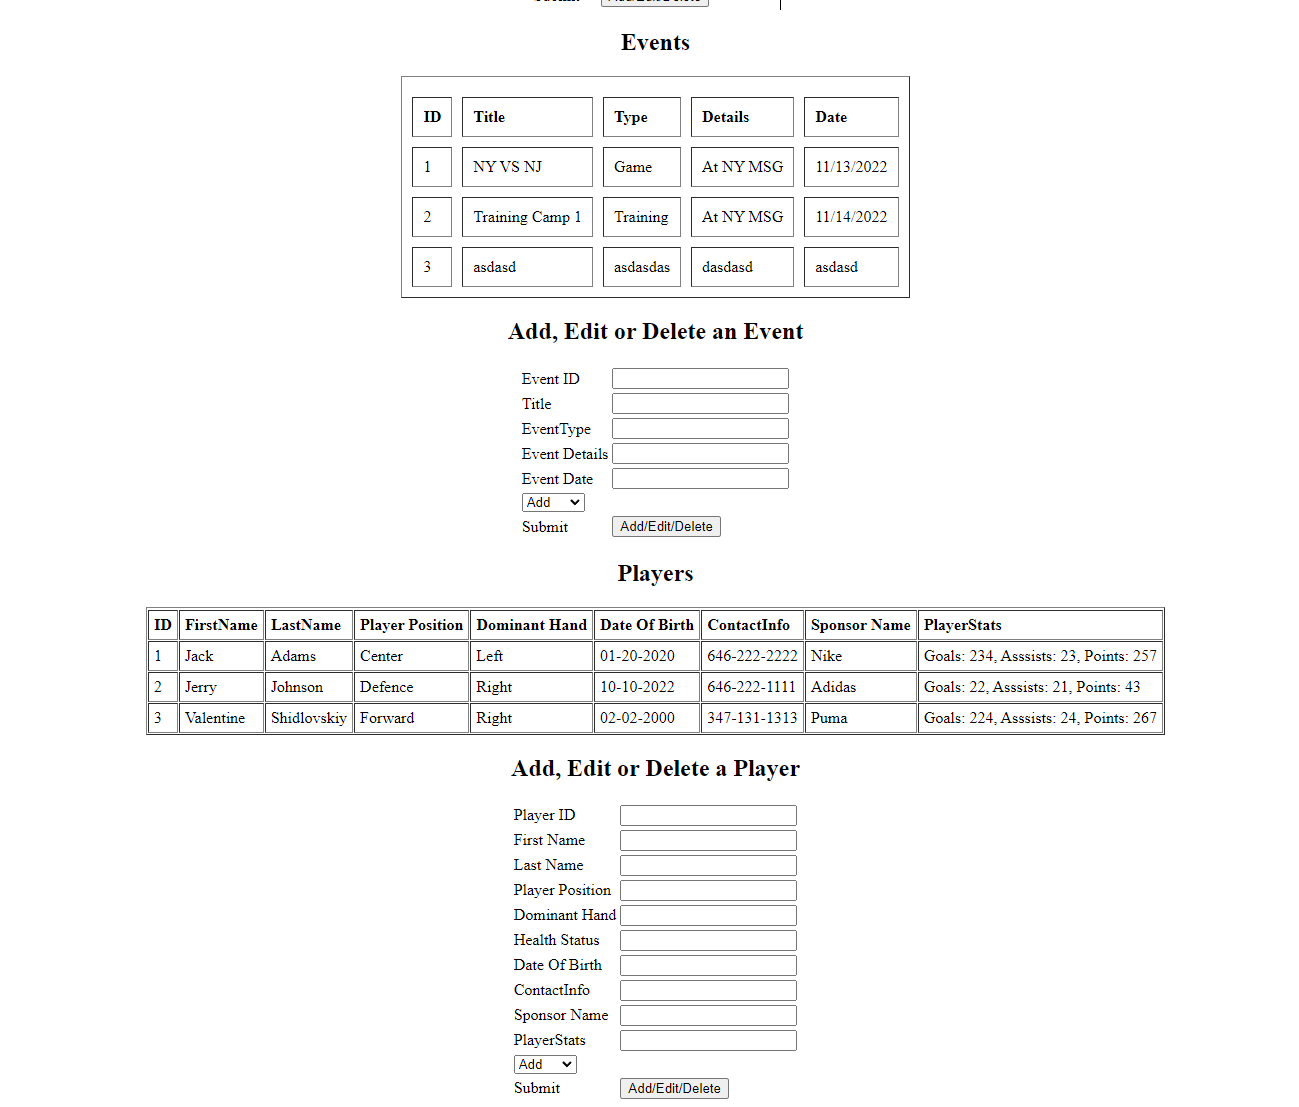 Events
ID Title Type Details Date
1 NY VS NJ Game At NY MSG 11/13/2022
2 Training Camp 1 Training At NY MSG 11/14/2022
3 asdasd asdasdas dasdasd asdasd
Add, Edit or Delete an Event
Event ID
Title
EventType
Event Details
Event Date
Add
Submit Add/Edit/Delete
Players
ID FirstName LastName Player Position Dominant Hand Date Of Birth ContactInfo Sponsor Name PlayerStats
1 Jack Adams Center Left 01-20-2020 646-222-2222 Nike Goals: 234, Asssists: 23, Points: 257
2 Jerry Johnson Defence Right 10-10-2022 646-222-1111 Adidas Goals: 22, Asssists: 21, Points: 43
3 Valentine Shidlovskiy Forward Right 02-02-2000 347-131-1313 Puma Goals: 224, Asssists: 24, Points: 267
Add, Edit or Delete a Player
Player ID
First Name
Last Name
Player Position
Dominant Hand
Health Status
Date Of Birth
ContactInfo
Sponsor Name
PlayerStats
Add
Submit Add/Edit/Delete